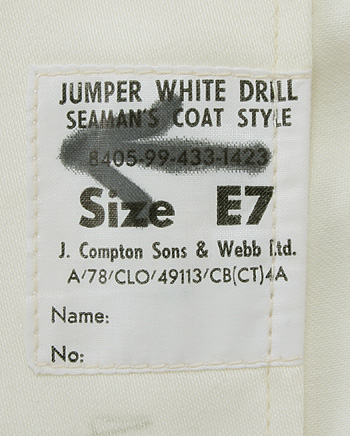 JUMPER WHITE DRILL
SEAMAN'S COAT STYLE
8405-99-433-1423
Size E7
J. Compton Sons & Webb Ltd.
A/78/CLO/49113/CB(CT)4A
Name:
No: